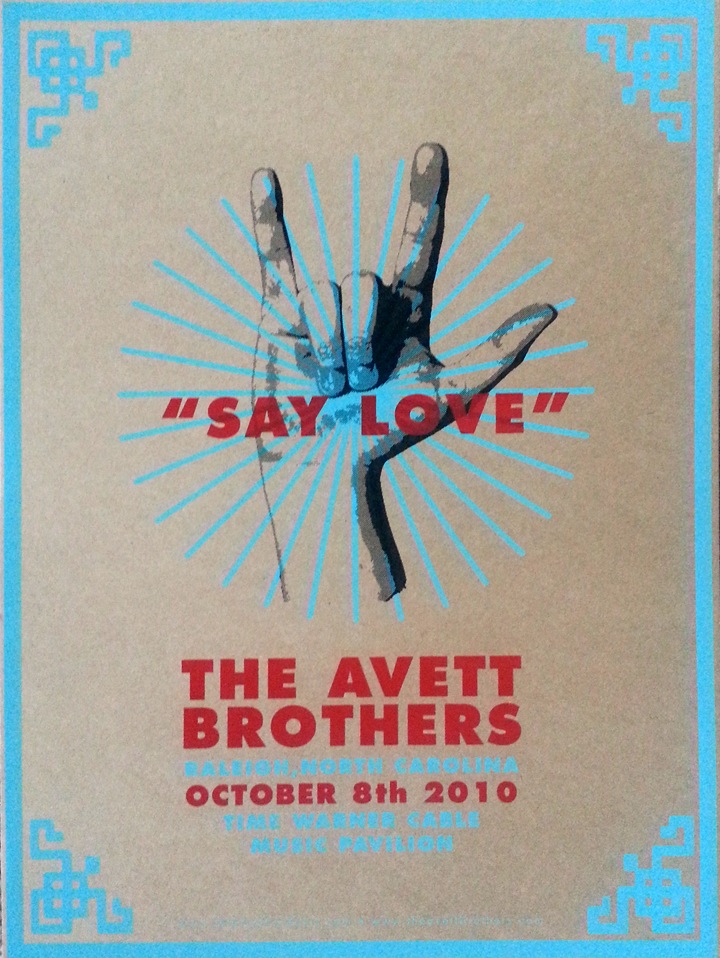 "SAY LOVE"
THE AVETT
BROTHERS
RALEIGH, NORTH CAROLINA
OCTOBER 8th 2010
TIME WARNER CABLE
MUSIC PAVILION